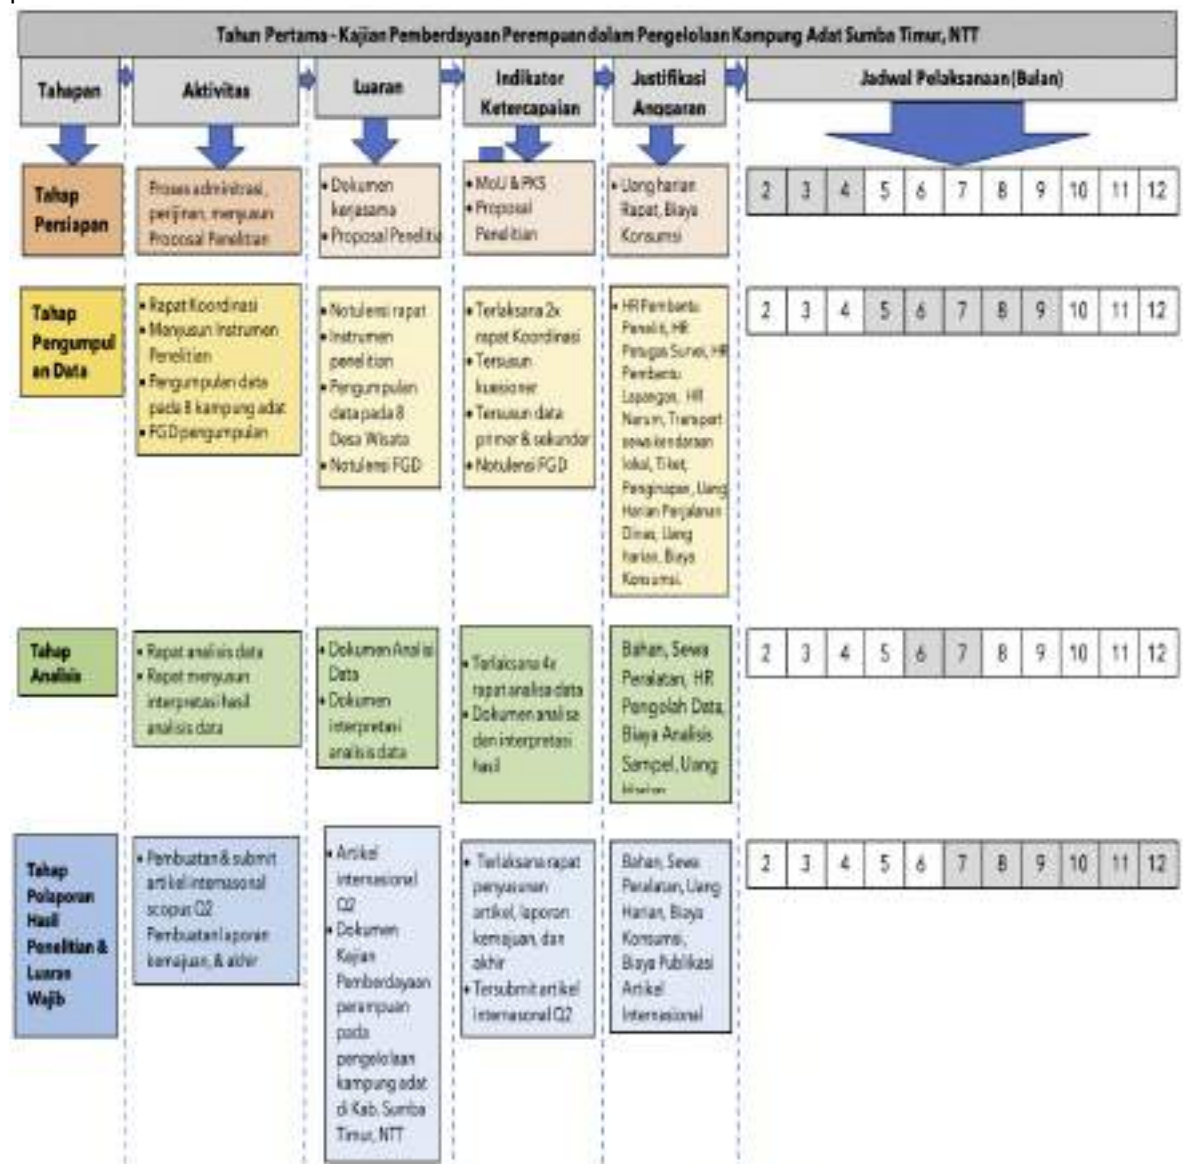 Tahun Pertama - Kajian Pemberdayaan Perempuan dalam Pengelolaan Kampung Adat Sumba Timur, NTT
Tahapan
Aktivitas
Luaran
Indikator
Ketercapaian
Justifikasi
Anggaran
Jadwal Pelaksanaan (Bulan)
Tahap
Persiapan
Proses administrasi,
perijinan, menyusun
Proposal Penelitian
• Dokumen
kerjasama
• Proposal Penelitia
• MoU & PKS
• Proposal
Penelitian
• Uang harian
Rapat, Biaya
Konsumsi
2 3 4 5 6 7 8 9 10 11 12
Tahap
Pengumpul
an Data
• Rapat Koordinasi
• Menyusun Instrumen
Penelitian
• Pengumpulan data
pada 8 kampung adat
• FGD pengumpulan
• Notulensi rapat
• Instrumen
penelition
• Pengumpulan
data pada 8
Desa Wisata
• Notulensi FGD
• Terlaksana 2x
rapat Koordinasi
• Tersusun
kuesioner
• Tersusun data
primer & sekunder
• Notulensi FGD
• HR Pembantu
Peneliti, HR
Petugas Survei, HR
Pembantu
Lapangan, HR
Narsum, Transport
sewa kendaraan
lokal, Tiket,
Penginapan, Uang
Harian Perjalanan
Dinas, Uang
harian, Biaya
Konsumsi.
2 3 4 5 6 7 8 9 10 11 12
Tahap
Analisis
• Rapat analisis data
• Rapat menyusun
interpretasi hasil
analisis data
• Dokumen Analisi
Data
• Dokumen
interpretasi
analisis data
• Terlaksana 4x
rapat analisa data
• Dokumen analisa
dan interpretasi
hasil
Bahan, Sewa
Peralatan, HR
Pengolah Data,
Biaya Analisis
Sampel, Uang
2 3 4 5 6 7 8 9 10 11 12
Tahap
Pelaporan
Hasil
Penelitian &
Luaran
Wajib
• Pembuatan & submit
artikel internasonal
scopus Q2
Pembuatan laporan
kemajuan, & akhir
• Artikel
internasional
Q2
• Dokumen
Kajian
Pemberdayaan
perampuan
pada
pengelolaan
kampung adat
di Kab. Sumba
Timur, NTT
• Terlaksana rapat
penyusunan
artikel, laporan
kemajuan, dan
akhir
• Tersubmit artikel
internasonal Q2
Bahan, Sewa
Peralatan, Uang
Harian, Biaya
Konsumsi,
Biaya Publikasi
Artikel
Internasional
2 3 4 5 6 7 8 9 10 11 12